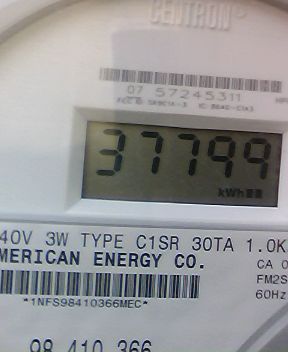 CENTRON®
07 57245311
37799
kWh
40V 3W TYPE C1SR 30TA 1.0K
MERICAN ENERGY CO.
CA 0
FM2S
60Hz
*1NFS98410366MEC*
98 410 366